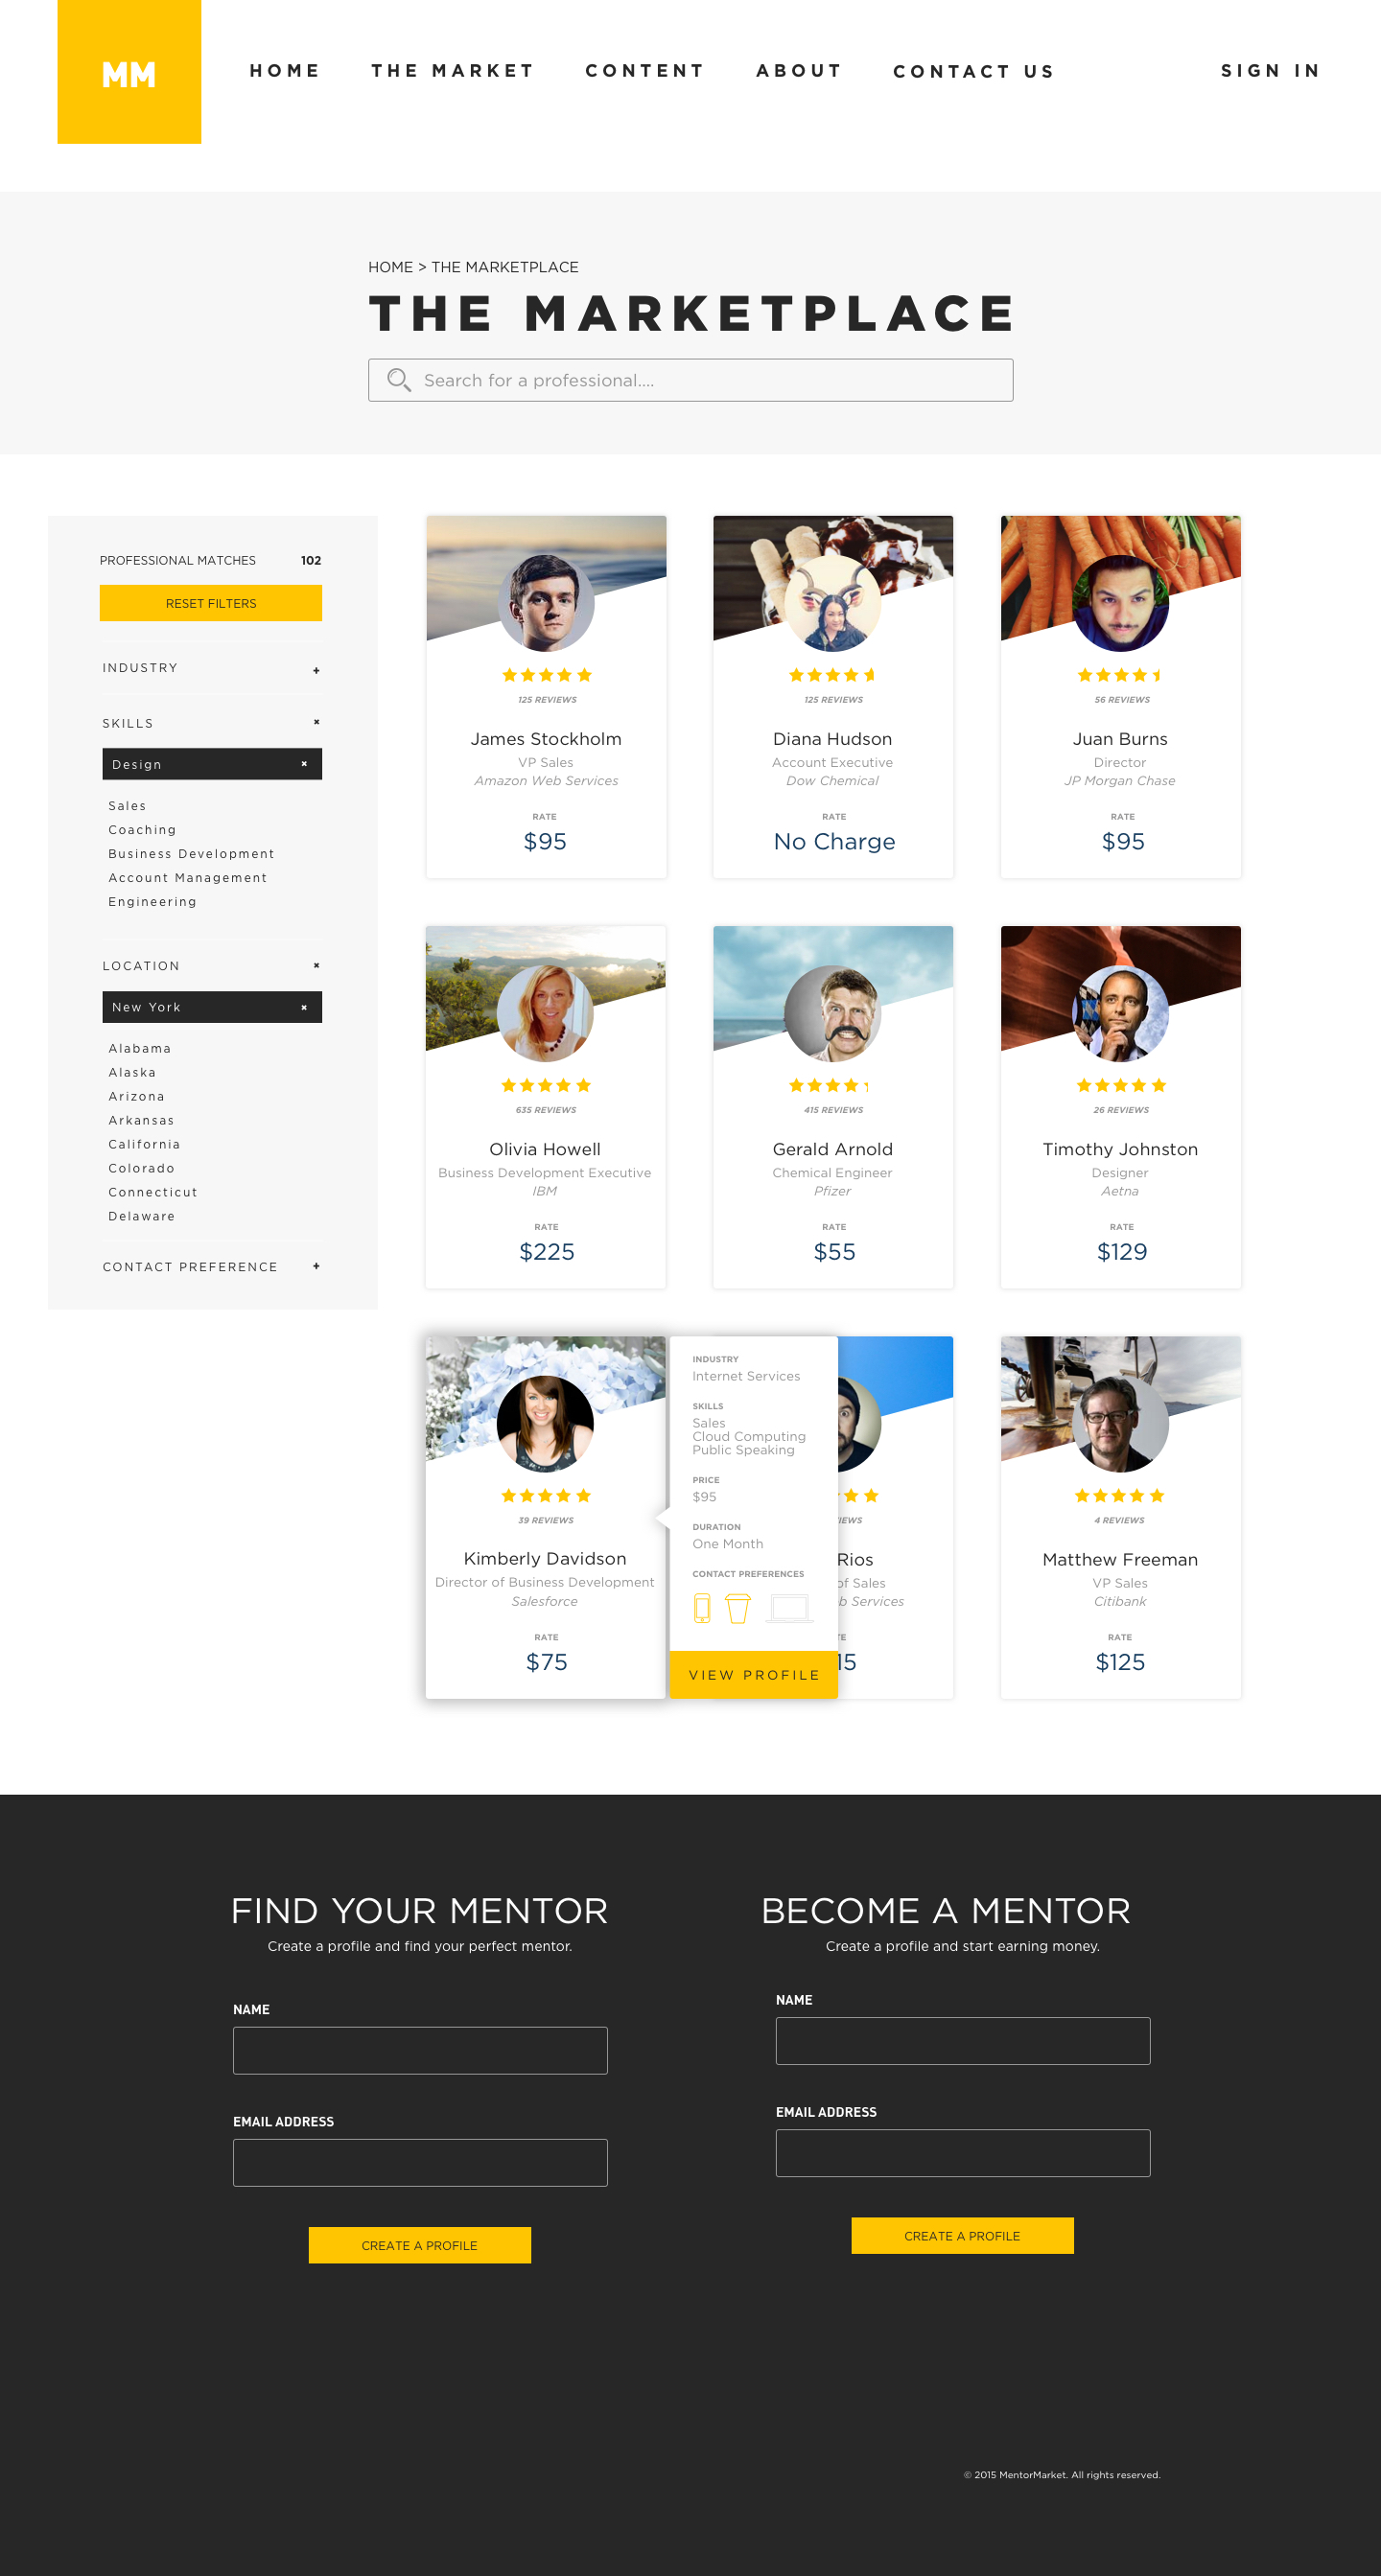 MM
HOME THE MARKET CONTENT ABOUT CONTACT US SIGN IN
HOME > THE MARKETPLACE
THE MARKETPLACE
Search for a professional....
PROFESSIONAL MATCHES 102
RESET FILTERS
INDUSTRY +
SKILLS ×
Design ×
Sales
Coaching
Business Development
Account Management
Engineering
LOCATION ×
New York ×
Alabama
Alaska
Arizona
Arkansas
California
Colorado
Connecticut
Delaware
CONTACT PREFERENCE +
125 REVIEWS
James Stockholm
VP Sales
Amazon Web Services
RATE
$95
125 REVIEWS
Diana Hudson
Account Executive
Dow Chemical
RATE
No Charge
56 REVIEWS
Juan Burns
Director
JP Morgan Chase
RATE
$95
635 REVIEWS
Olivia Howell
Business Development Executive
IBM
RATE
$225
415 REVIEWS
Gerald Arnold
Chemical Engineer
Pfizer
RATE
$55
26 REVIEWS
Timothy Johnston
Designer
Aetna
RATE
$129
39 REVIEWS
Kimberly Davidson
Director of Business Development
Salesforce
RATE
$75
INDUSTRY
Internet Services
SKILLS
Sales
Cloud Computing
Public Speaking
PRICE
$95
DURATION
One Month
CONTACT PREFERENCES
VIEW PROFILE
Rios
of Sales
Services
15
4 REVIEWS
Matthew Freeman
VP Sales
Citibank
RATE
$125
FIND YOUR MENTOR
Create a profile and find your perfect mentor.
NAME
EMAIL ADDRESS
CREATE A PROFILE
BECOME A MENTOR
Create a profile and start earning money.
NAME
EMAIL ADDRESS
CREATE A PROFILE
© 2015 MentorMarket. All rights reserved.